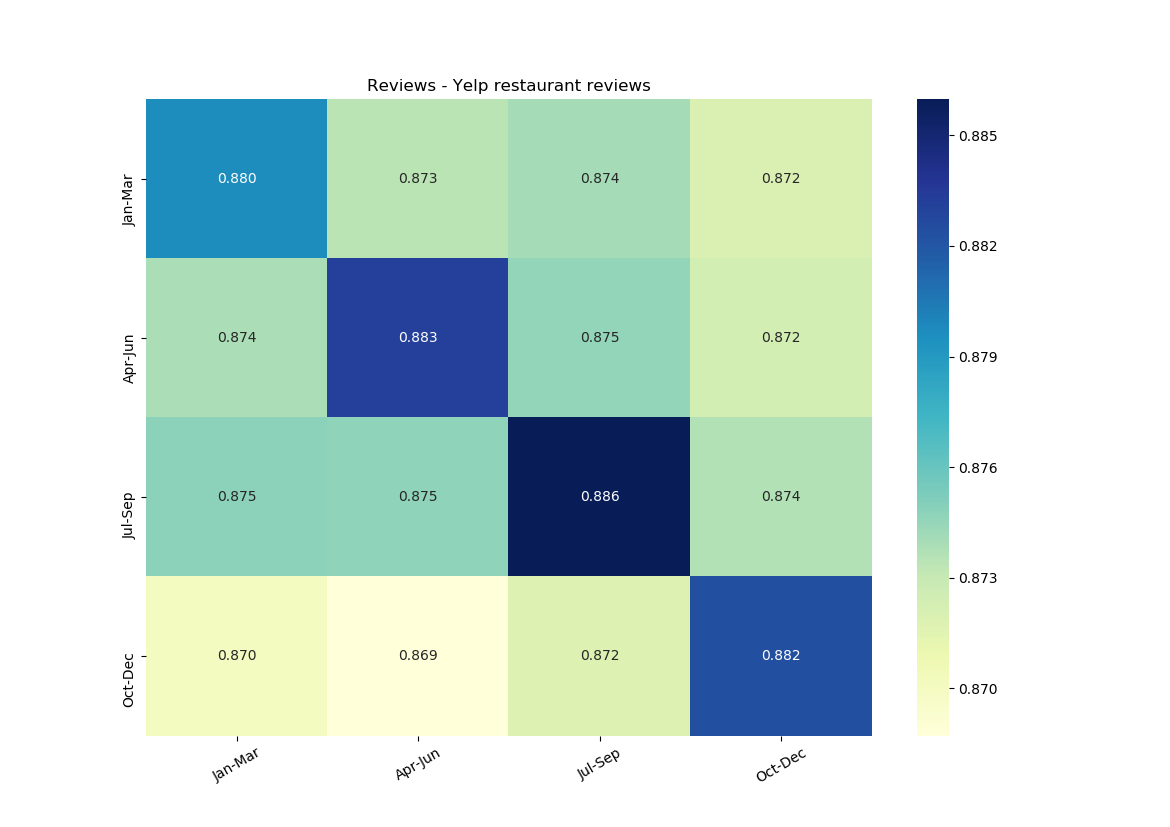 Reviews - Yelp restaurant reviews
Jan-Mar 0.880 0.873 0.874 0.872
Apr-Jun 0.874 0.883 0.875 0.872
Jul-Sep 0.875 0.875 0.886 0.874
Oct-Dec 0.870 0.869 0.872 0.882
Jan-Mar Apr-Jun Jul-Sep Oct-Dec
0.885
0.882
0.879
0.876
0.873
0.870